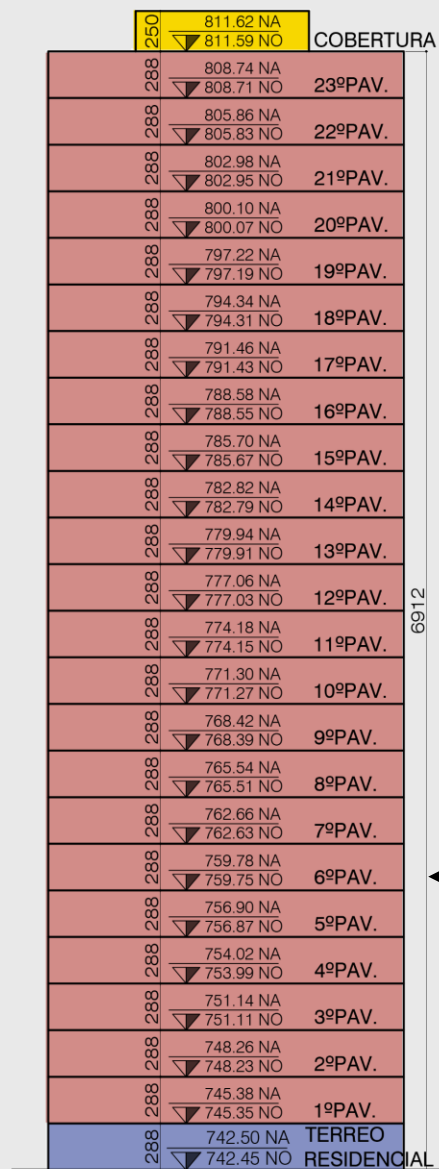 250
811.62 NA
811.59 NO
COBERTURA
288
808.74 NA
808.71 NO
23ºPAV.
288
805.86 NA
805.83 NO
22ºPAV.
288
802.98 NA
802.95 NO
21ºPAV.
288
800.10 NA
800.07 NO
20ºPAV.
288
797.22 NA
797.19 NO
19ºPAV.
288
794.34 NA
794.31 NO
18ºPAV.
288
791.46 NA
791.43 NO
17ºPAV.
288
788.58 NA
788.55 NO
16ºPAV.
288
785.70 NA
785.67 NO
15ºPAV.
288
782.82 NA
782.79 NO
14ºPAV.
288
779.94 NA
779.91 NO
13ºPAV.
288
777.06 NA
777.03 NO
12ºPAV.
6912
288
774.18 NA
774.15 NO
11ºPAV.
288
771.30 NA
771.27 NO
10ºPAV.
288
768.42 NA
768.39 NO
9ºPAV.
288
765.54 NA
765.51 NO
8ºPAV.
288
762.66 NA
762.63 NO
7ºPAV.
288
759.78 NA
759.75 NO
6ºPAV.
288
756.90 NA
756.87 NO
5ºPAV.
288
754.02 NA
753.99 NO
4ºPAV.
288
751.14 NA
751.11 NO
3ºPAV.
288
748.26 NA
748.23 NO
2ºPAV.
288
745.38 NA
745.35 NO
1ºPAV.
288
742.50 NA
742.45 NO
TERREO
RESIDENCIAL